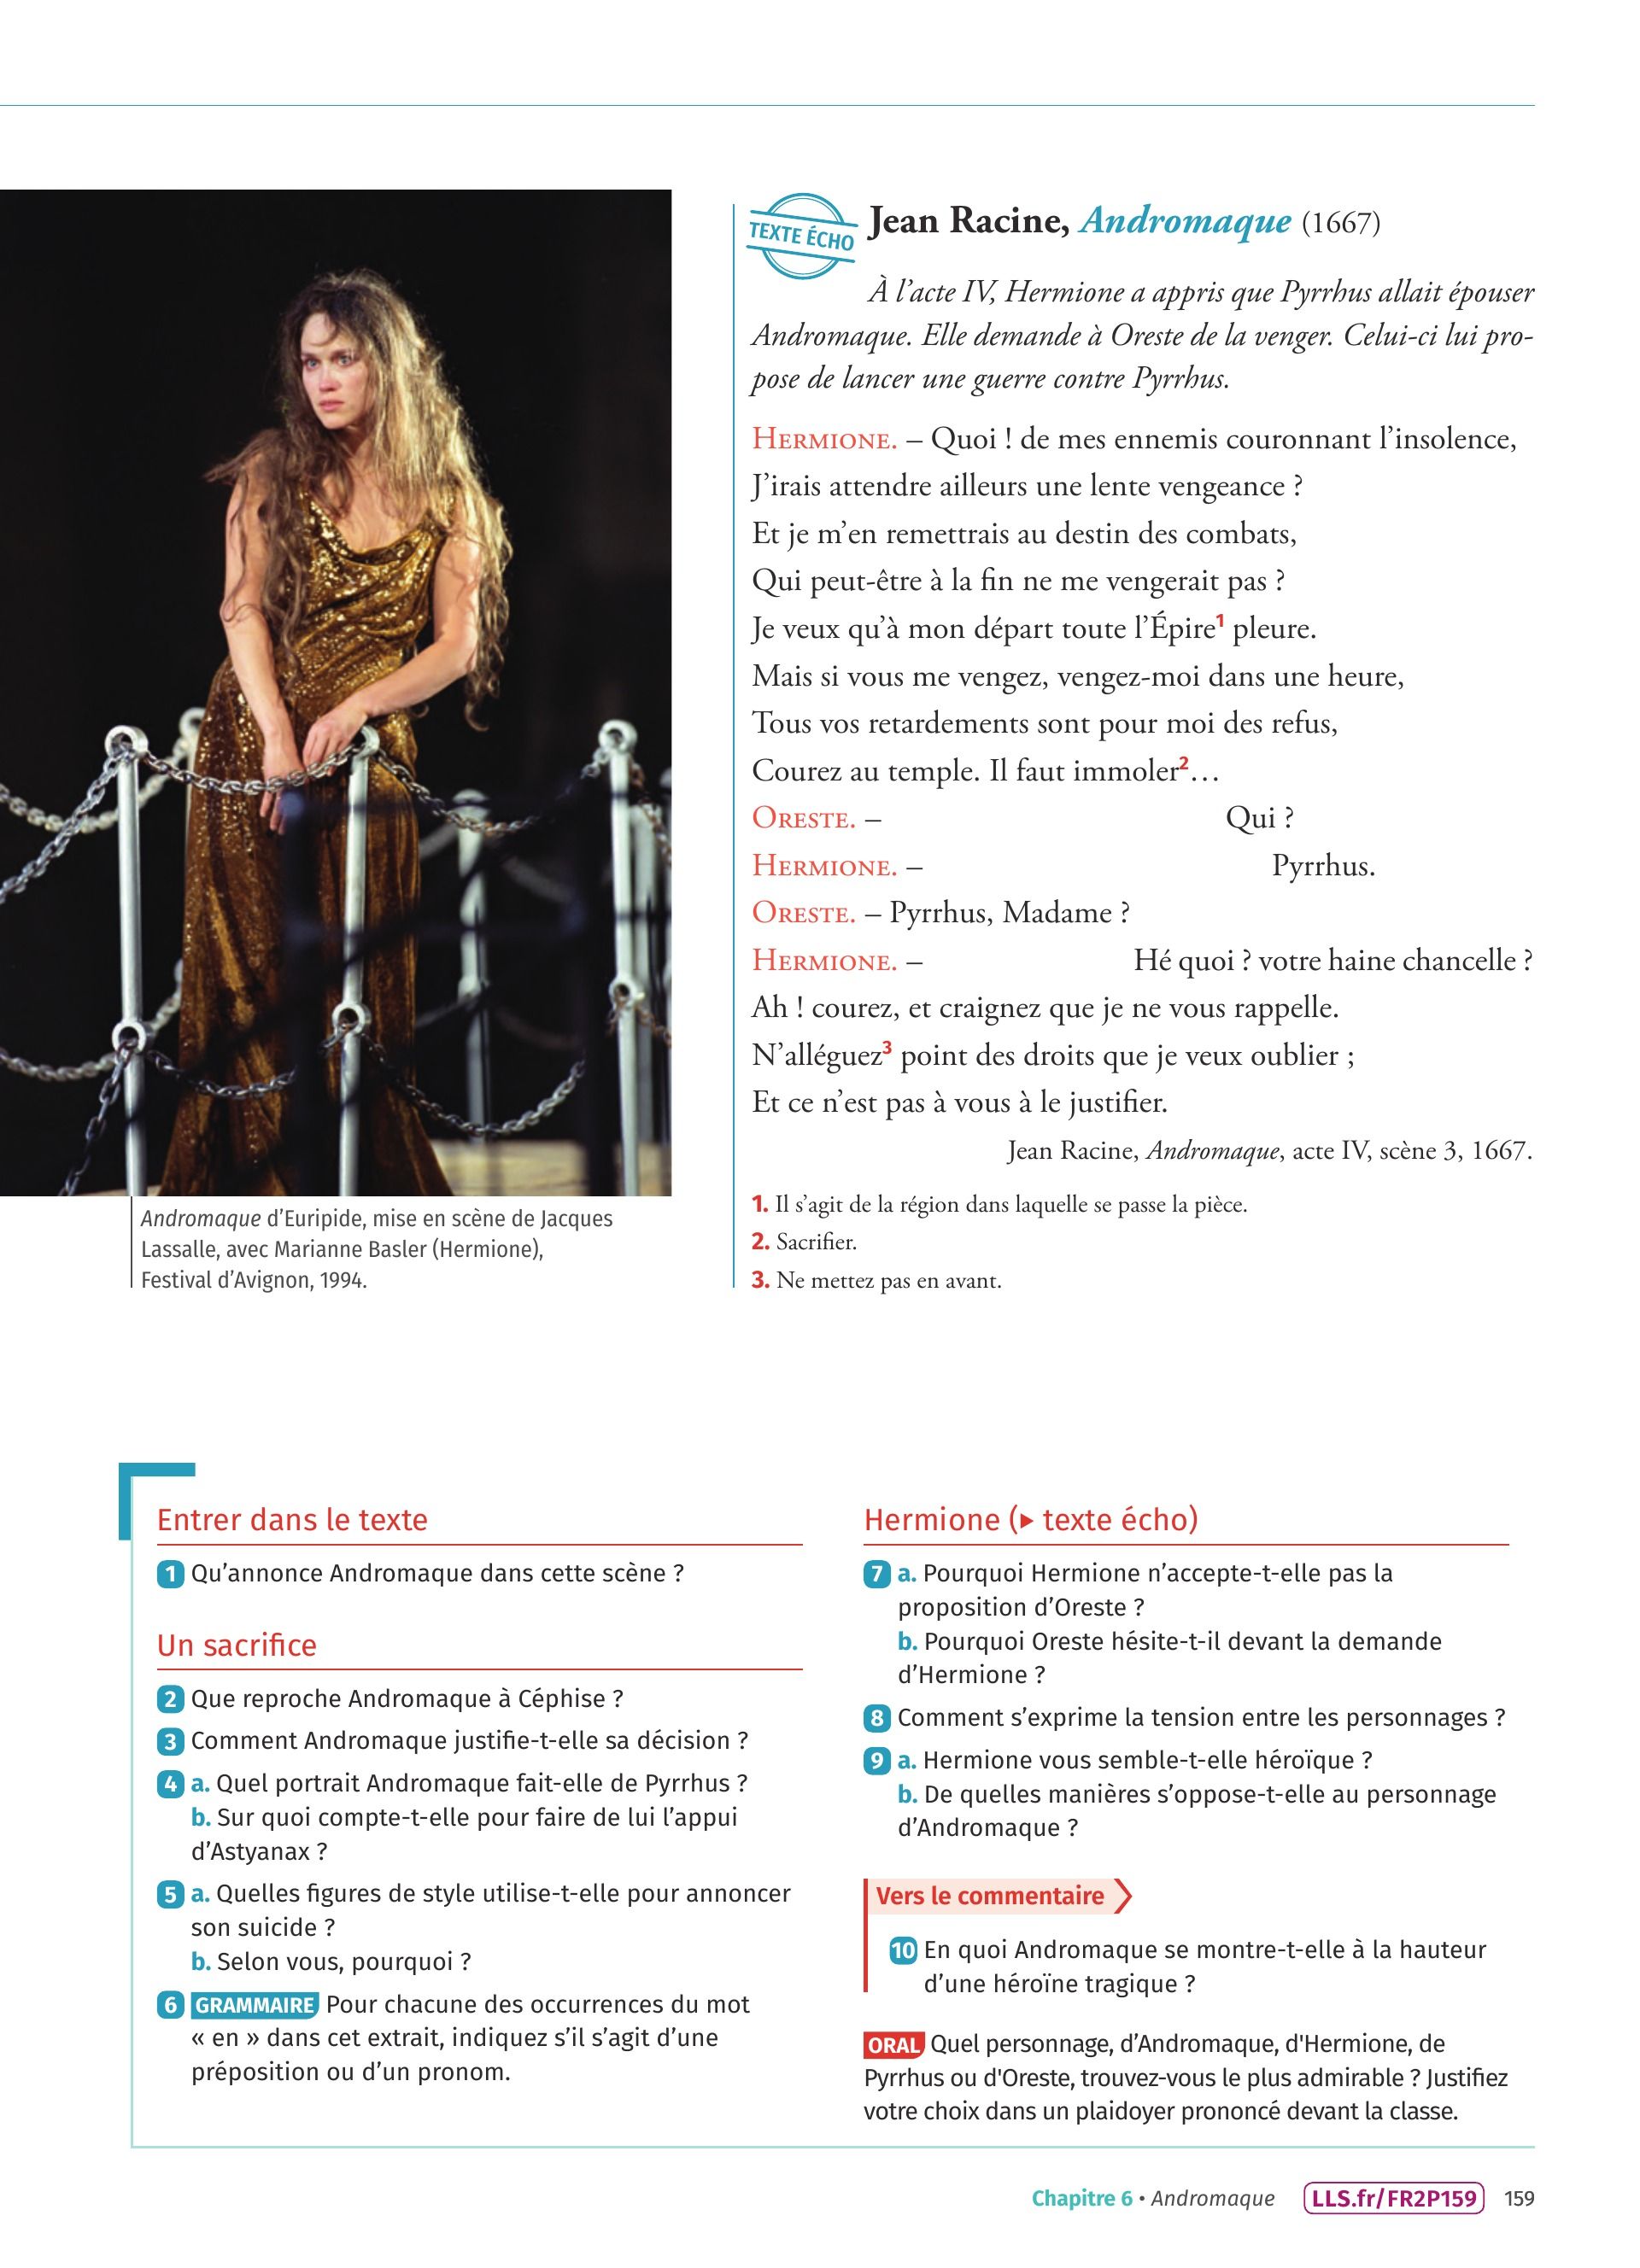 TEXTE ÉCHO
Jean Racine, Andromaque (1667)
À l'acte IV, Hermione a appris que Pyrrhus allait épouser
Andromaque. Elle demande à Oreste de la venger. Celui-ci lui pro-
pose de lancer une guerre contre Pyrrhus.
HERMIONE. – Quoi ! de mes ennemis couronnant l'insolence,
J'irais attendre ailleurs une lente vengeance ?
Et je m'en remettrais au destin des combats,
Qui peut-être à la fin ne me vengerait pas ?
Je veux qu'à mon départ toute l'Épire1 pleure.
Mais si vous me vengez, vengez-moi dans une heure,
Tous vos retardements sont pour moi des refus,
Courez au temple. Il faut immoler2…
ORESTE. – Qui ?
HERMIONE. – Pyrrhus.
ORESTE. – Pyrrhus, Madame ?
HERMIONE. – Hé quoi ? votre haine chancelle ?
Ah ! courez, et craignez que je ne vous rappelle.
N'alléguez3 point des droits que je veux oublier ;
Et ce n'est pas à vous à le justifier.
Jean Racine, Andromaque, acte IV, scène 3, 1667.
1. Il s'agit de la région dans laquelle se passe la pièce.
2. Sacrifier.
3. Ne mettez pas en avant.
Andromaque d'Euripide, mise en scène de Jacques
Lassalle, avec Marianne Basler (Hermione),
Festival d'Avignon, 1994.
Entrer dans le texte
1 Qu'annonce Andromaque dans cette scène ?
Un sacrifice
2 Que reproche Andromaque à Céphise ?
3 Comment Andromaque justifie-t-elle sa décision ?
4 a. Quel portrait Andromaque fait-elle de Pyrrhus ?
b. Sur quoi compte-t-elle pour faire de lui l'appui
d'Astyanax ?
5 a. Quelles figures de style utilise-t-elle pour annoncer
son suicide ?
b. Selon vous, pourquoi ?
6 GRAMMAIRE Pour chacune des occurrences du mot
« en » dans cet extrait, indiquez s'il s'agit d'une
préposition ou d'un pronom.
Hermione (▸ texte écho)
7 a. Pourquoi Hermione n'accepte-t-elle pas la
proposition d'Oreste ?
b. Pourquoi Oreste hésite-t-il devant la demande
d'Hermione ?
8 Comment s'exprime la tension entre les personnages ?
9 a. Hermione vous semble-t-elle héroïque ?
b. De quelles manières s'oppose-t-elle au personnage
d'Andromaque ?
Vers le commentaire
10 En quoi Andromaque se montre-t-elle à la hauteur
d'une héroïne tragique ?
ORAL Quel personnage, d'Andromaque, d'Hermione, de
Pyrrhus ou d'Oreste, trouvez-vous le plus admirable ? Justifiez
votre choix dans un plaidoyer prononcé devant la classe.
Chapitre 6 • Andromaque LLS.fr/FR2P159 159